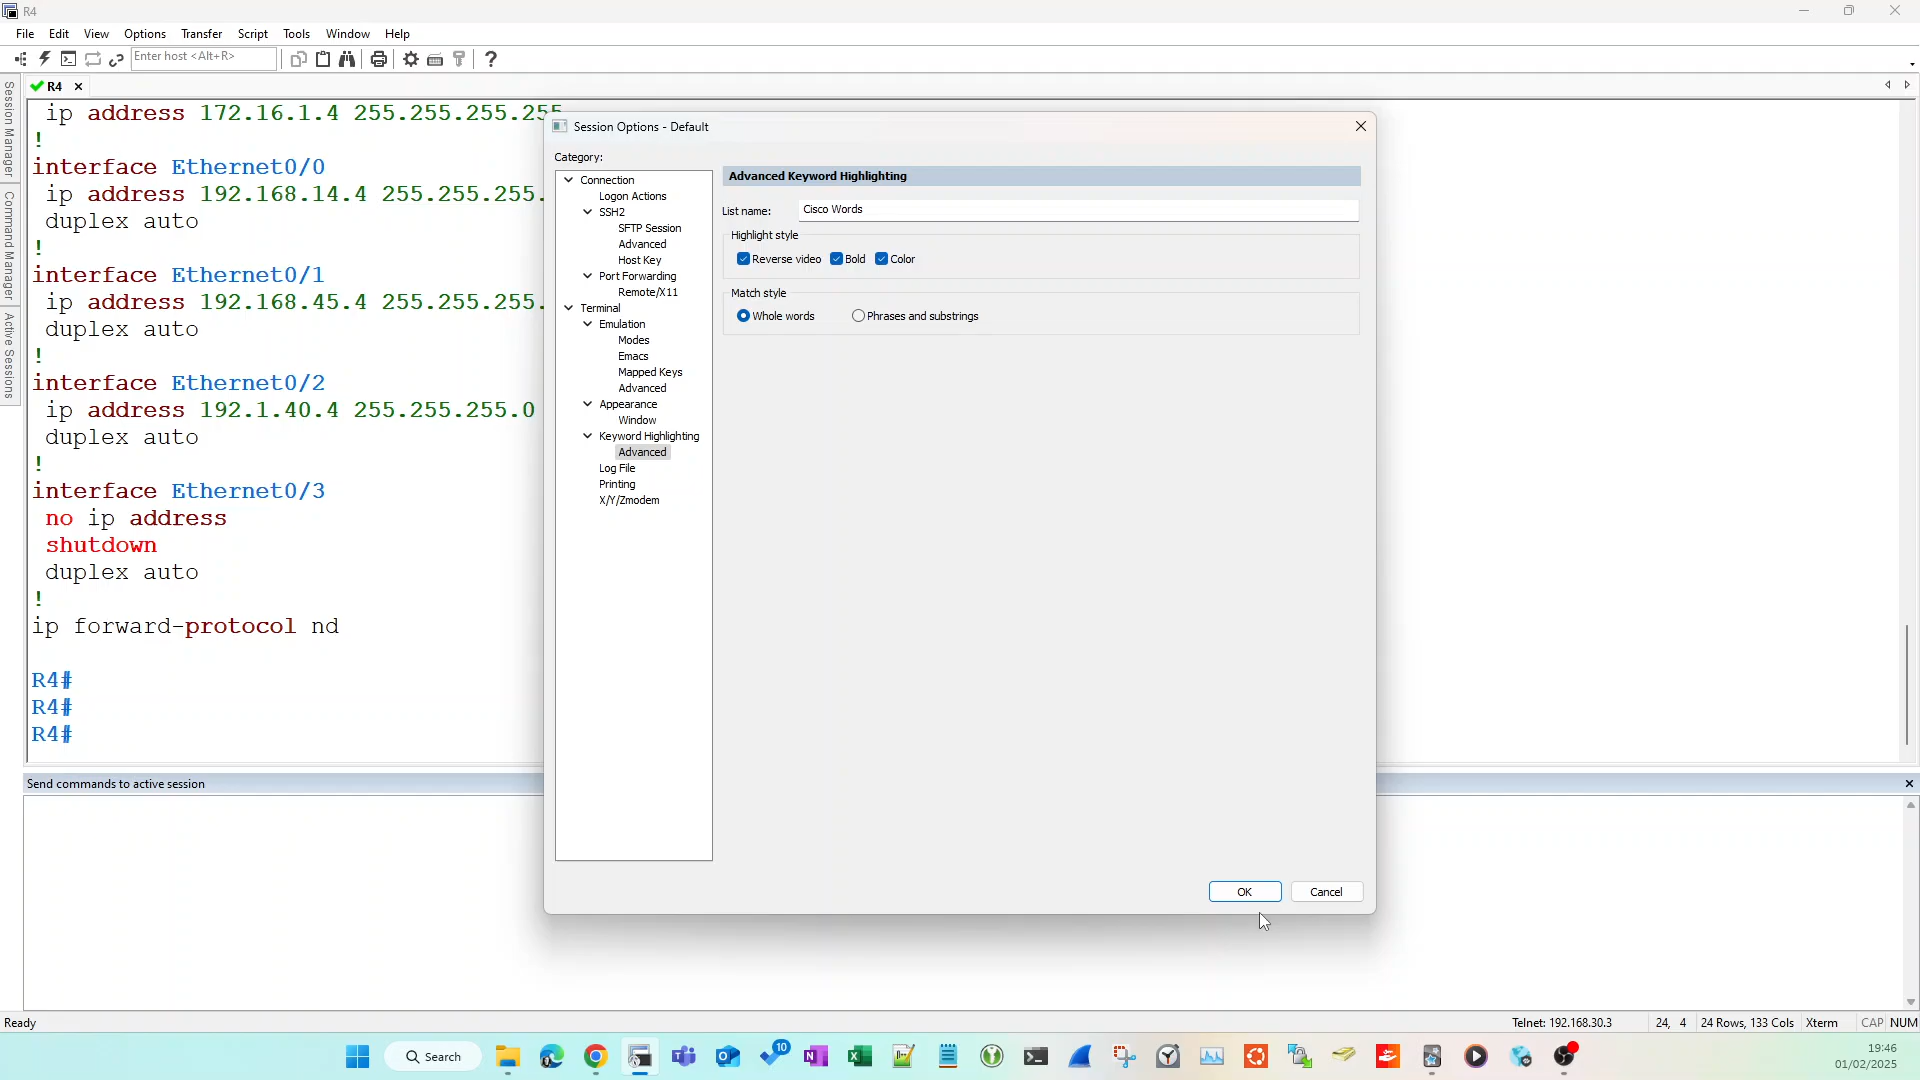 R4
File Edit View Options Transfer Script Tools Window Help
Enter host <Alt+R>
R4
Session Manager
Command Manager
Active Sessions
ip address 172.16.1.4 255.255.255.255
!
interface Ethernet0/0
ip address 192.168.14.4 255.255.255.
duplex auto
!
interface Ethernet0/1
ip address 192.168.45.4 255.255.255.
duplex auto
!
interface Ethernet0/2
ip address 192.1.40.4 255.255.255.0
duplex auto
!
interface Ethernet0/3
no ip address
shutdown
duplex auto
!
ip forward-protocol nd
R4#
R4#
R4#
Session Options - Default
Category:
Connection
Logon Actions
SSH2
SFTP Session
Advanced
Host Key
Port Forwarding
Remote/X11
Terminal
Emulation
Modes
Emacs
Mapped Keys
Advanced
Appearance
Window
Keyword Highlighting
Advanced
Log File
Printing
X/Y/Zmodem
Advanced Keyword Highlighting
List name: Cisco Words
Highlight style
Reverse video Bold Color
Match style
Whole words Phrases and substrings
OK Cancel
Send commands to active session
Ready Telnet: 192.168.30.3 24, 4 24 Rows, 133 Cols Xterm CAP NUM
Search
10
19:46
01/02/2025